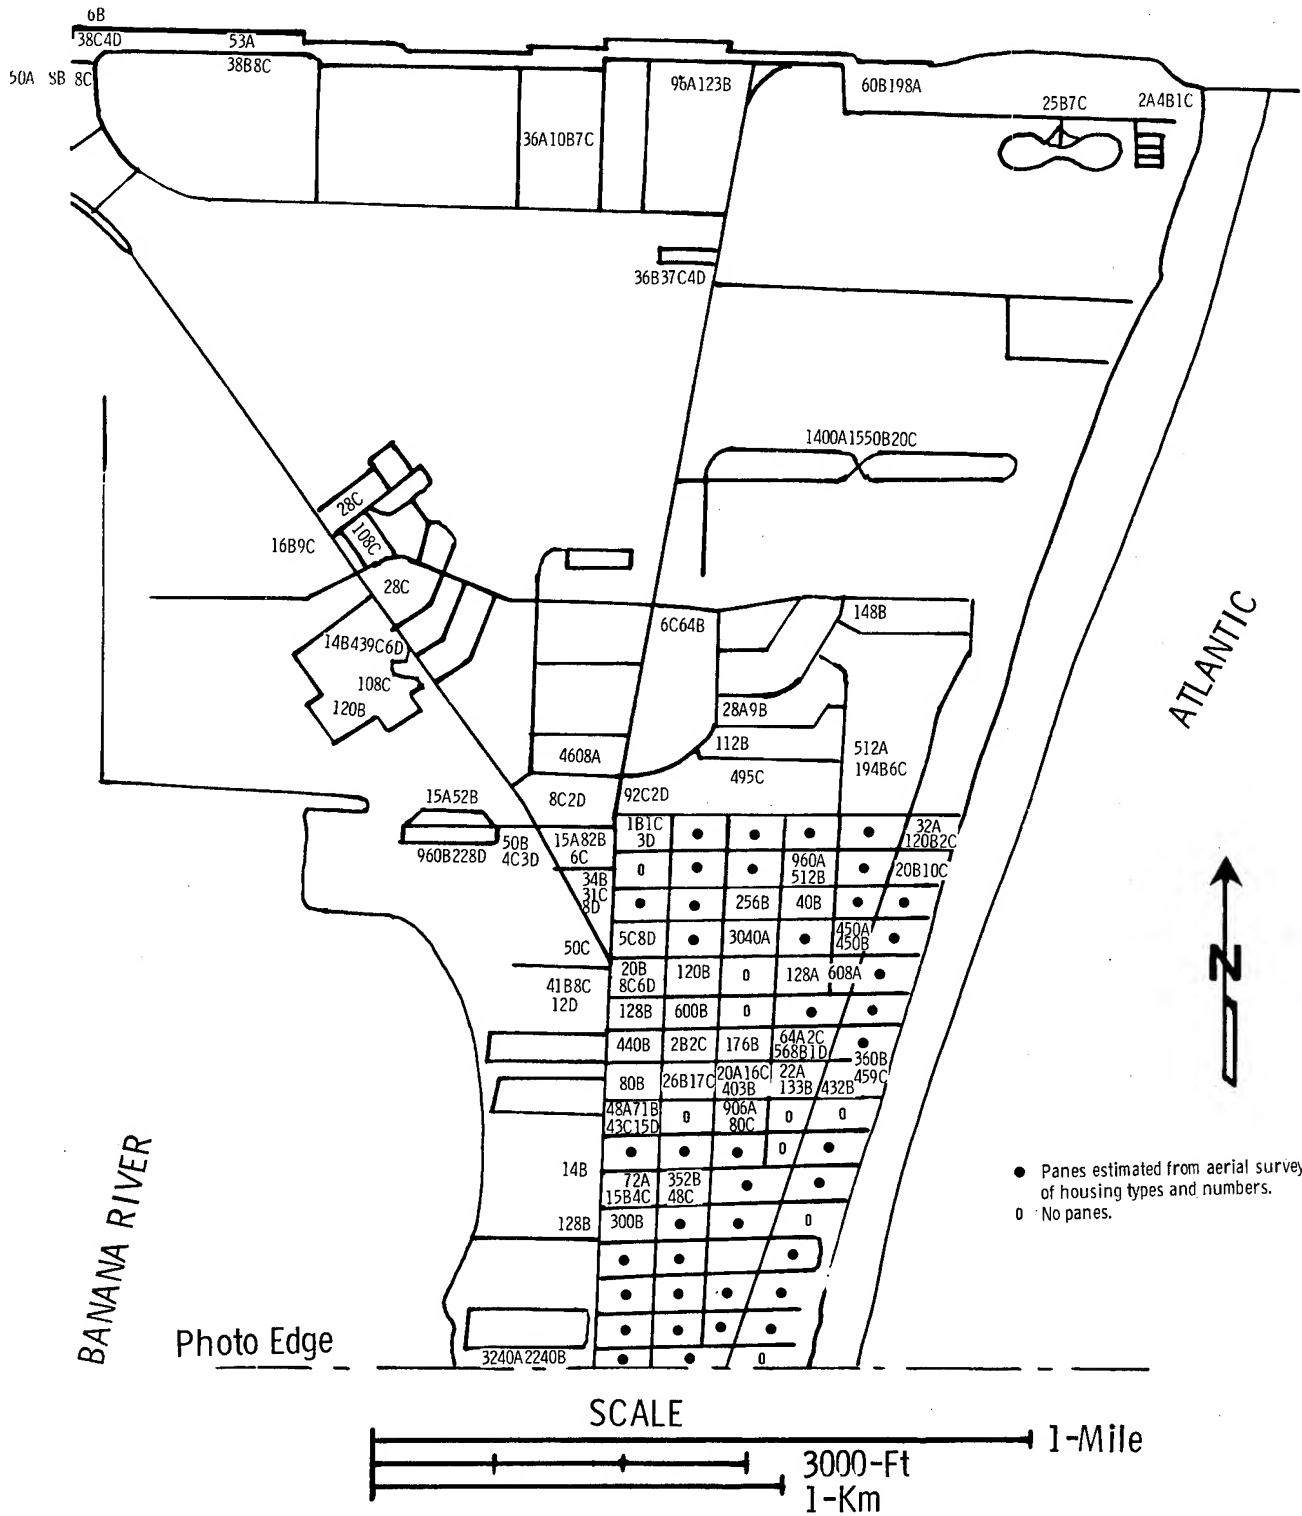 6B
38C4D
53A
50A 8B 8C
38B8C
96A123B
60B198A
25B7C
2A4B1C
36A10B7C
36B37C4D
1400A1550B20C
28C
108C
16B9C
28C
6C64B
148B
14B439C6D
108C
120B
28A9B
112B
4608A
495C
512A
194B6C
15A52B
8C2D
92C2D
960B228D
50B
4C3D
15A82B
6C
1B1C
3D
32A
120B2C
34B
31C
8D
0
960A
512B
20B10C
256B
40B
50C
5C8D
3040A
450A
450B
41B8C
12D
20B
8C6D
120B
0
128A
608A
128B
600B
0
440B
2B2C
176B
64A2C
568B1D
360B
459C
80B
26B17C
20A16C
403B
22A
133B
432B
48A71B
43C15D
0
906A
80C
0
0
0
14B
72A
15B4C
352B
48C
128B
300B
0
3240A2240B
0
ATLANTIC
N
● Panes estimated from aerial survey
of housing types and numbers.
0 No panes.
BANANA RIVER
Photo Edge
SCALE
1-Mile
3000-Ft
1-Km